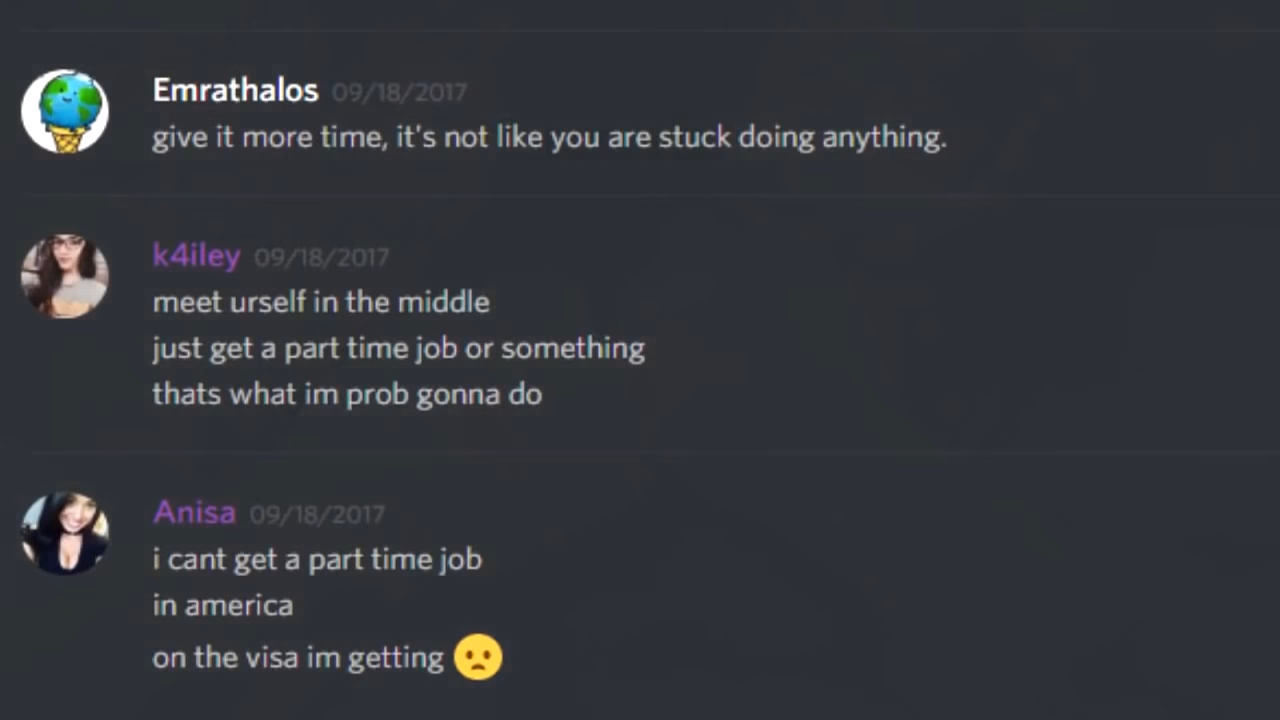 Emrathalos 09/18/2017
give it more time, it's not like you are stuck doing anything.
k4iley 09/18/2017
meet urself in the middle
just get a part time job or something
thats what im prob gonna do
Anisa 09/18/2017
i cant get a part time job
in america
on the visa im getting